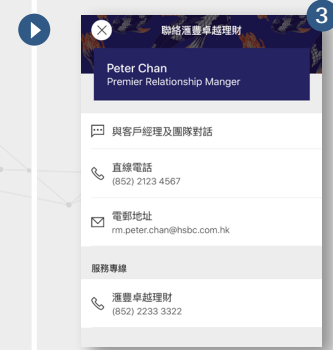 3
聯絡滙豐卓越理財
Peter Chan
Premier Relationship Manger
與客戶經理及團隊對話
直線電話
(852) 2123 4567
電郵地址
rm.peter.chan@hsbc.com.hk
服務專線
滙豐卓越理財
(852) 2233 3322